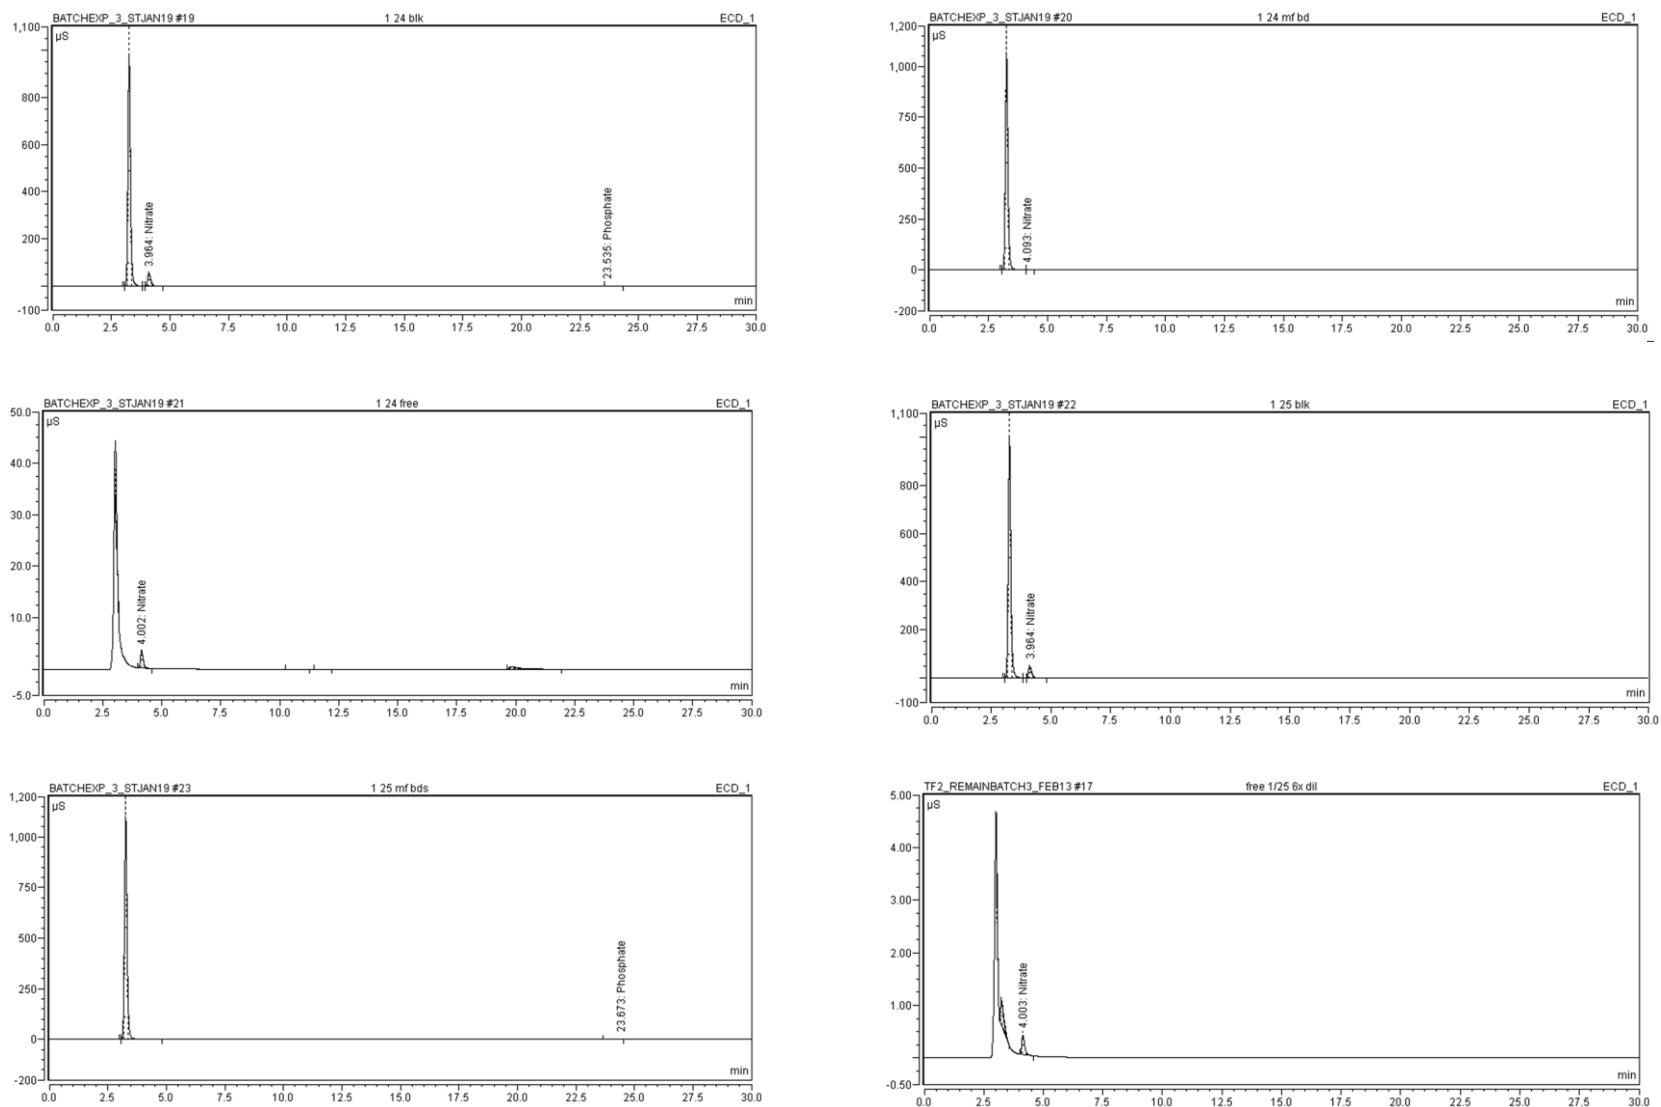 BATCHEXP_3_STJAN19 #19 1 24 blk ECD_1
1,100
µS
800
600
400
200
-100
3.964: Nitrate
23.535: Phosphate
min
0.0 2.5 5.0 7.5 10.0 12.5 15.0 17.5 20.0 22.5 25.0 27.5 30.0
BATCHEXP_3_STJAN19 #20 1 24 mf bd ECD_1
1,200
µS
1,000
750
500
250
0
-200
4.093: Nitrate
min
0.0 2.5 5.0 7.5 10.0 12.5 15.0 17.5 20.0 22.5 25.0 27.5 30.0
BATCHEXP_3_STJAN19 #21 1 24 free ECD_1
50.0
µS
40.0
30.0
20.0
10.0
-5.0
4.002: Nitrate
min
0.0 2.5 5.0 7.5 10.0 12.5 15.0 17.5 20.0 22.5 25.0 27.5 30.0
BATCHEXP_3_STJAN19 #22 1 25 blk ECD_1
1,100
µS
800
600
400
200
-100
3.964: Nitrate
min
0.0 2.5 5.0 7.5 10.0 12.5 15.0 17.5 20.0 22.5 25.0 27.5 30.0
BATCHEXP_3_STJAN19 #23 1 25 mf bds ECD_1
1,200
µS
1,000
750
500
250
0
-200
23.673: Phosphate
min
0.0 2.5 5.0 7.5 10.0 12.5 15.0 17.5 20.0 22.5 25.0 27.5 30.0
TF2_REMAINBATCH3_FEB13 #17 free 1/25 6x dil ECD_1
5.00
µS
4.00
3.00
2.00
1.00
-0.50
4.003: Nitrate
min
0.0 2.5 5.0 7.5 10.0 12.5 15.0 17.5 20.0 22.5 25.0 27.5 30.0